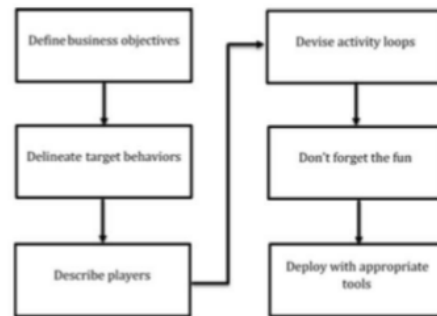 Define business objectives
Delineate target behaviors
Describe players
Devise activity loops
Don't forget the fun
Deploy with appropriate
tools